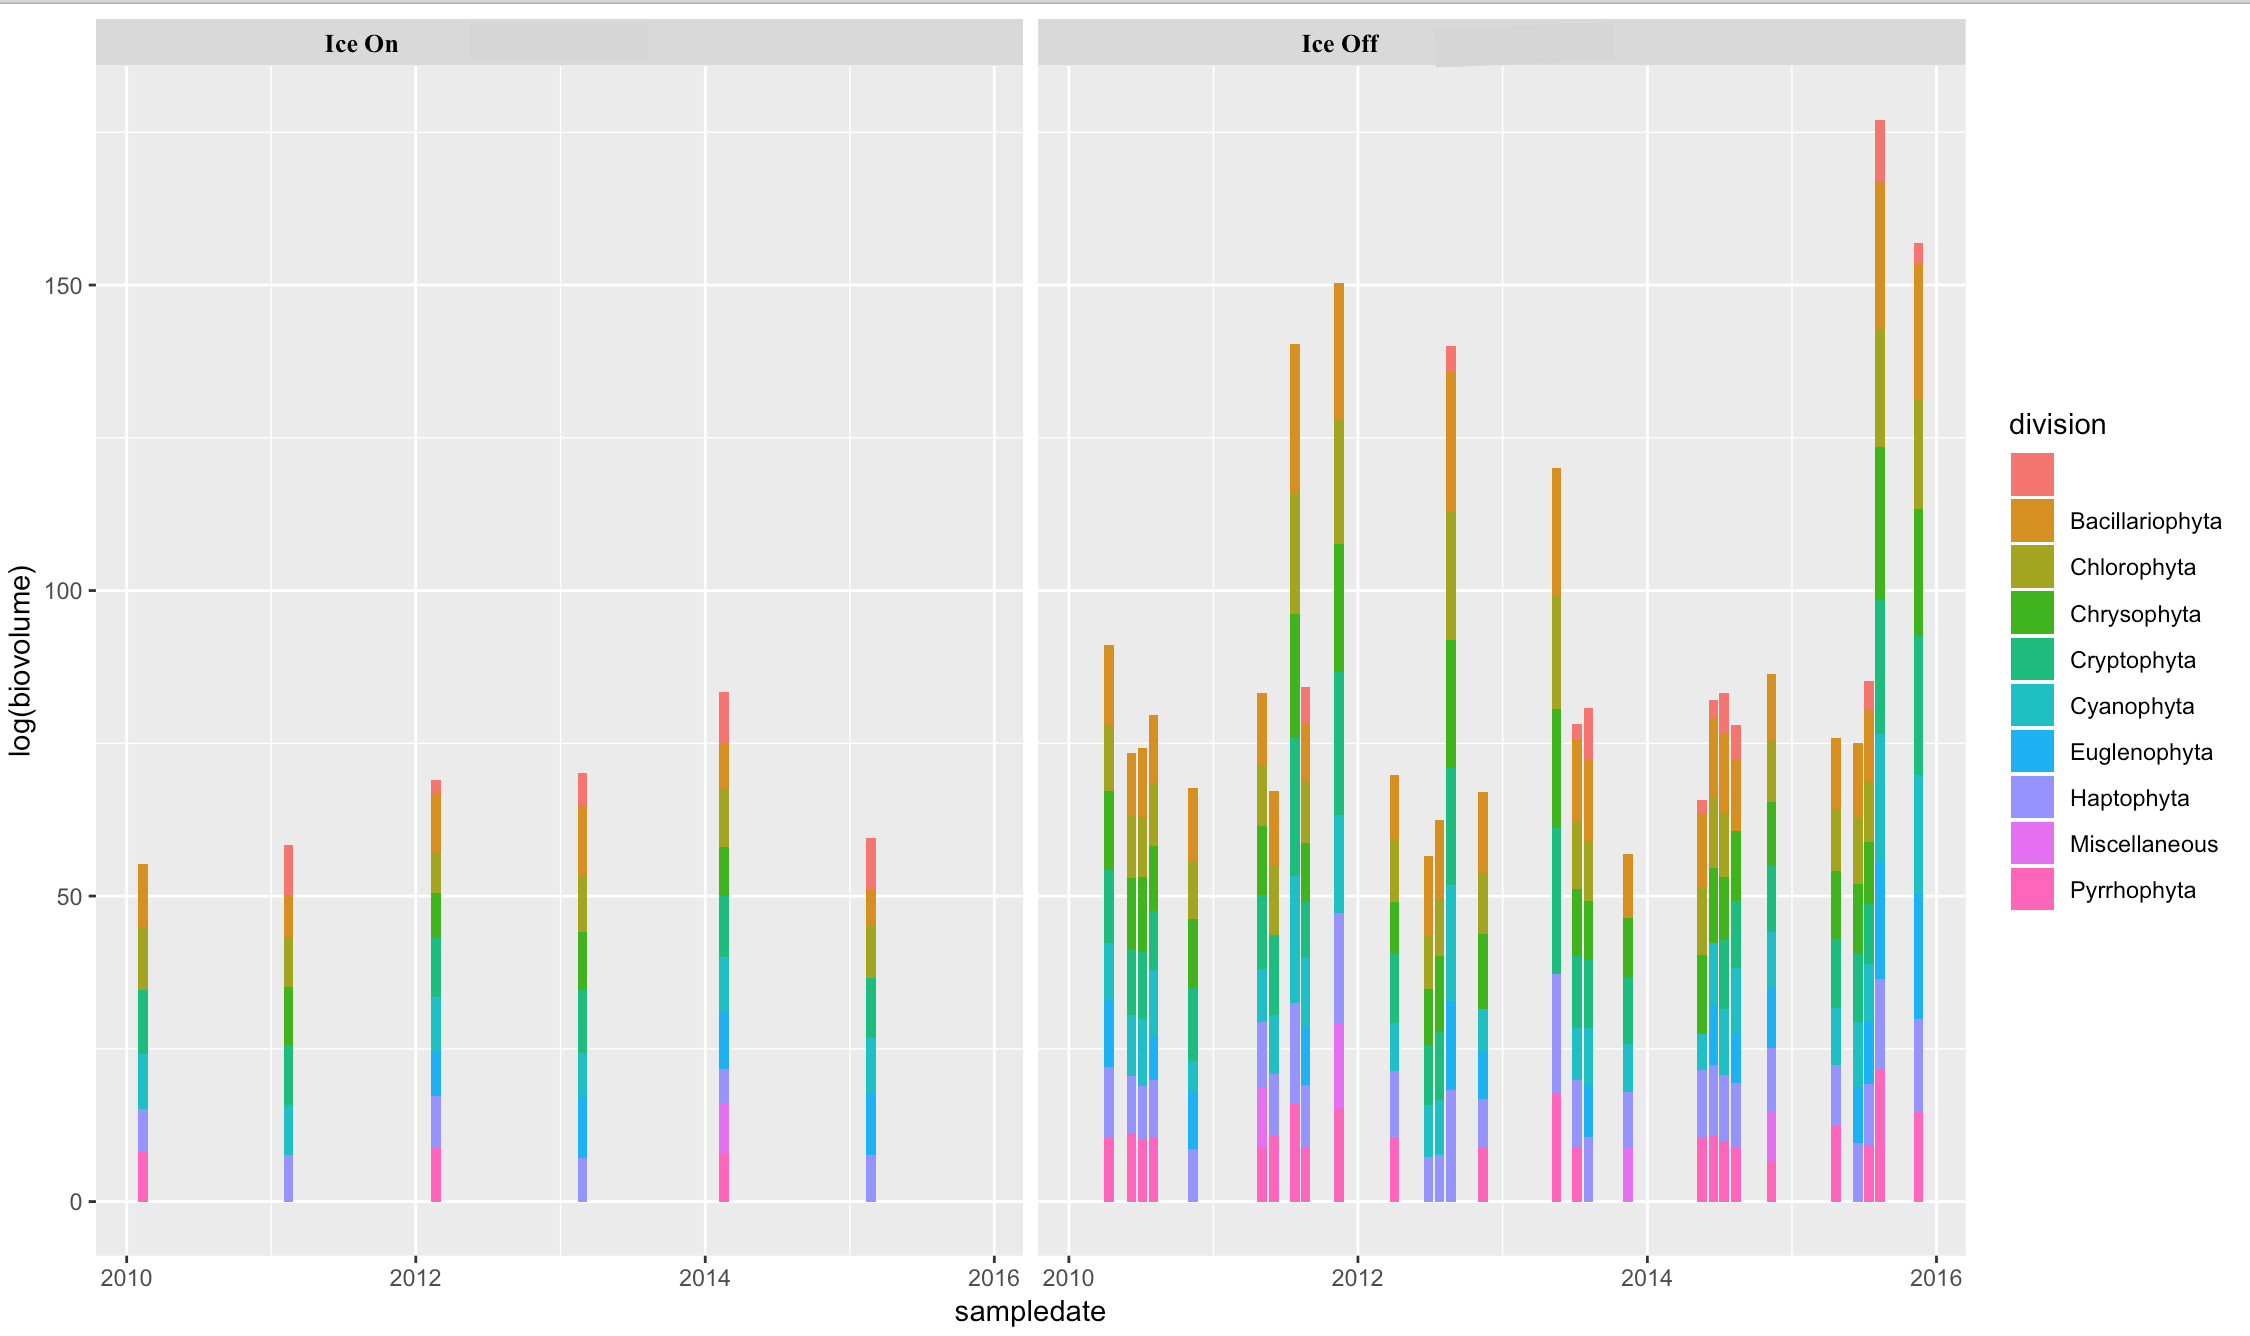 Ice On
Ice Off
log(biovolume)
150
100
50
0
2010 2012 2014 2016
2010 2012 2014 2016
sampledate
division
Bacillariophyta
Chlorophyta
Chrysophyta
Cryptophyta
Cyanophyta
Euglenophyta
Haptophyta
Miscellaneous
Pyrrhophyta